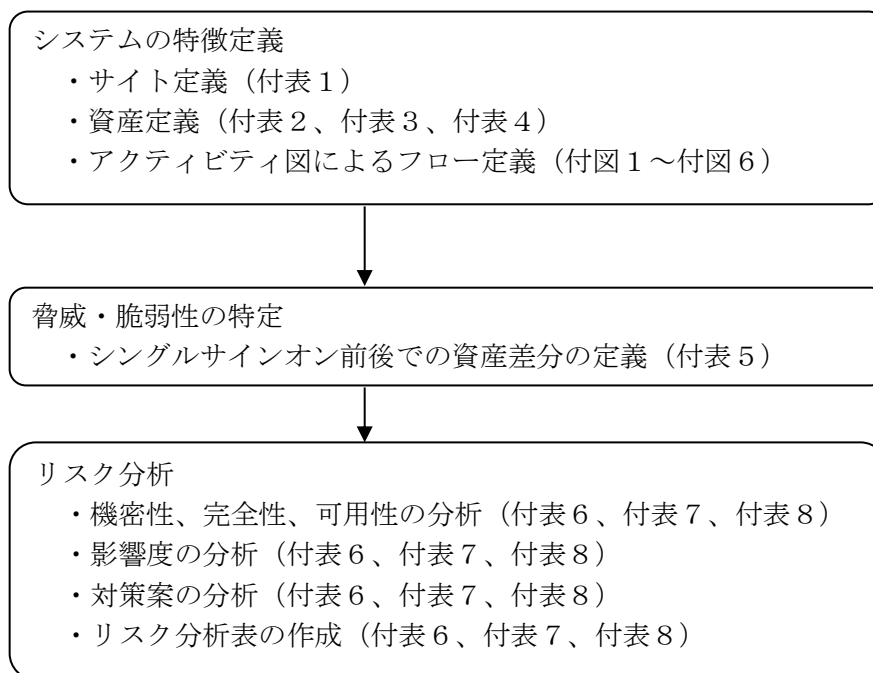 システムの特徴定義
・サイト定義（付表１）
・資産定義（付表２、付表３、付表４）
・アクティビティ図によるフロー定義（付図１～付図６）
脅威・脆弱性の特定
・シングルサインオン前後での資産差分の定義（付表５）
リスク分析
・機密性、完全性、可用性の分析（付表６、付表７、付表８）
・影響度の分析（付表６、付表７、付表８）
・対策案の分析（付表６、付表７、付表８）
・リスク分析表の作成（付表６、付表７、付表８）